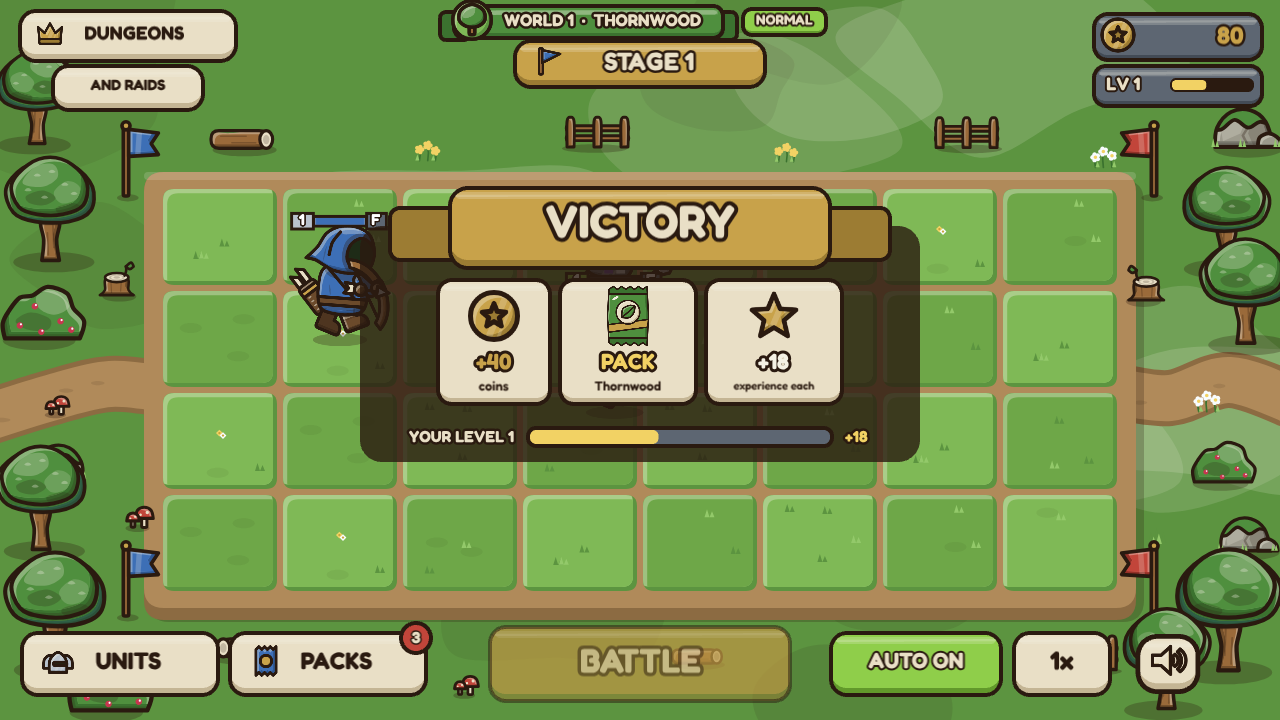 DUNGEONS
AND RAIDS
WORLD 1 • THORNWOOD
NORMAL
STAGE 1
80
LV 1
1
F
VICTORY
+40
coins
PACK
Thornwood
+18
experience each
YOUR LEVEL 1
+18
UNITS
PACKS
3
BATTLE
AUTO ON
1x